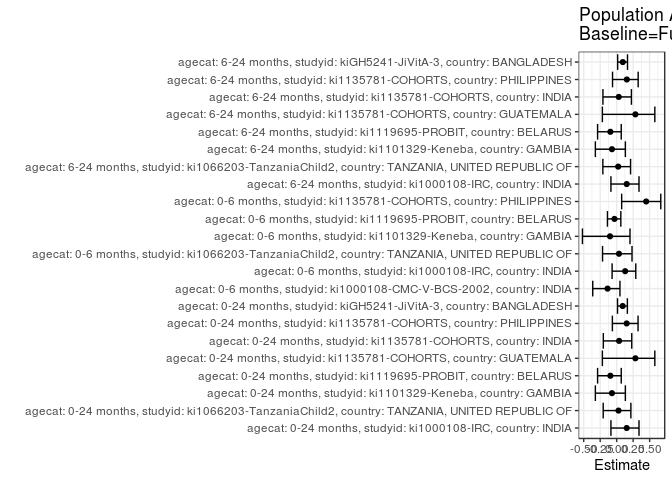 Population A
Baseline=Fu
agecat: 6-24 months, studyid: kiGH5241-JiVitA-3, country: BANGLADESH
agecat: 6-24 months, studyid: ki1135781-COHORTS, country: PHILIPPINES
agecat: 6-24 months, studyid: ki1135781-COHORTS, country: INDIA
agecat: 6-24 months, studyid: ki1135781-COHORTS, country: GUATEMALA
agecat: 6-24 months, studyid: ki1119695-PROBIT, country: BELARUS
agecat: 6-24 months, studyid: ki1101329-Keneba, country: GAMBIA
agecat: 6-24 months, studyid: ki1066203-TanzaniaChild2, country: TANZANIA, UNITED REPUBLIC OF
agecat: 6-24 months, studyid: ki1000108-IRC, country: INDIA
agecat: 0-6 months, studyid: ki1135781-COHORTS, country: PHILIPPINES
agecat: 0-6 months, studyid: ki1119695-PROBIT, country: BELARUS
agecat: 0-6 months, studyid: ki1101329-Keneba, country: GAMBIA
agecat: 0-6 months, studyid: ki1066203-TanzaniaChild2, country: TANZANIA, UNITED REPUBLIC OF
agecat: 0-6 months, studyid: ki1000108-IRC, country: INDIA
agecat: 0-6 months, studyid: ki1000108-CMC-V-BCS-2002, country: INDIA
agecat: 0-24 months, studyid: kiGH5241-JiVitA-3, country: BANGLADESH
agecat: 0-24 months, studyid: ki1135781-COHORTS, country: PHILIPPINES
agecat: 0-24 months, studyid: ki1135781-COHORTS, country: INDIA
agecat: 0-24 months, studyid: ki1135781-COHORTS, country: GUATEMALA
agecat: 0-24 months, studyid: ki1119695-PROBIT, country: BELARUS
agecat: 0-24 months, studyid: ki1101329-Keneba, country: GAMBIA
agecat: 0-24 months, studyid: ki1066203-TanzaniaChild2, country: TANZANIA, UNITED REPUBLIC OF
agecat: 0-24 months, studyid: ki1000108-IRC, country: INDIA
-0.50 -0.25 0.00 0.25 0.50
Estimate